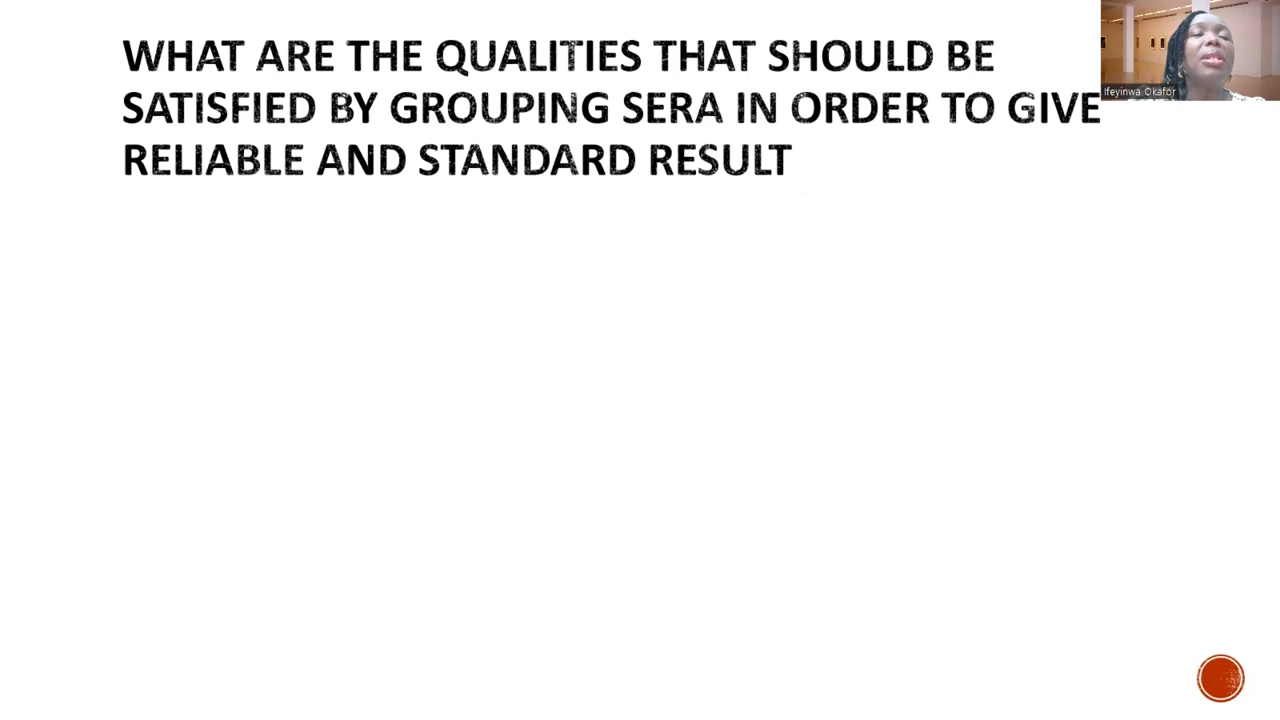 WHAT ARE THE QUALITIES THAT SHOULD BE
SATISFIED BY GROUPING SERA IN ORDER TO GIVE
RELIABLE AND STANDARD RESULT
Ifeyinwa Okafor